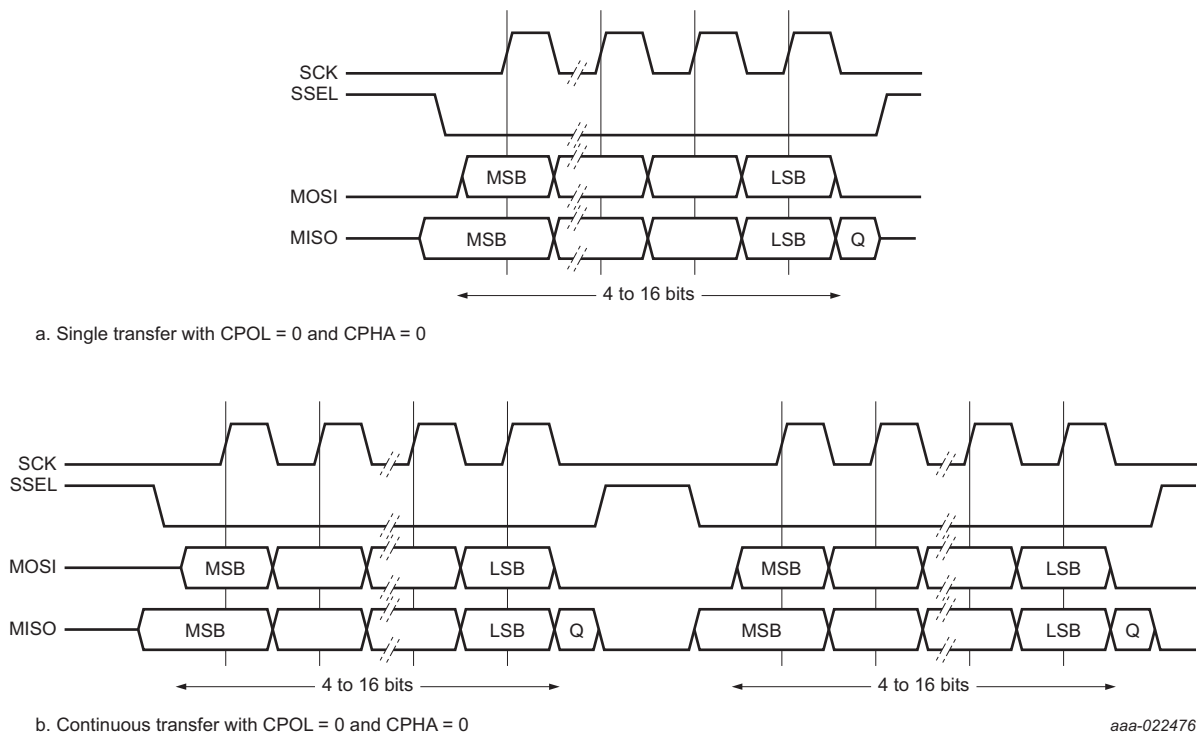 SCK
SSEL
MOSI MSB LSB
MISO MSB LSB Q
4 to 16 bits
a. Single transfer with CPOL = 0 and CPHA = 0
SCK
SSEL
MOSI MSB LSB MSB LSB
MISO MSB LSB Q MSB LSB Q
4 to 16 bits 4 to 16 bits
b. Continuous transfer with CPOL = 0 and CPHA = 0
aaa-022476